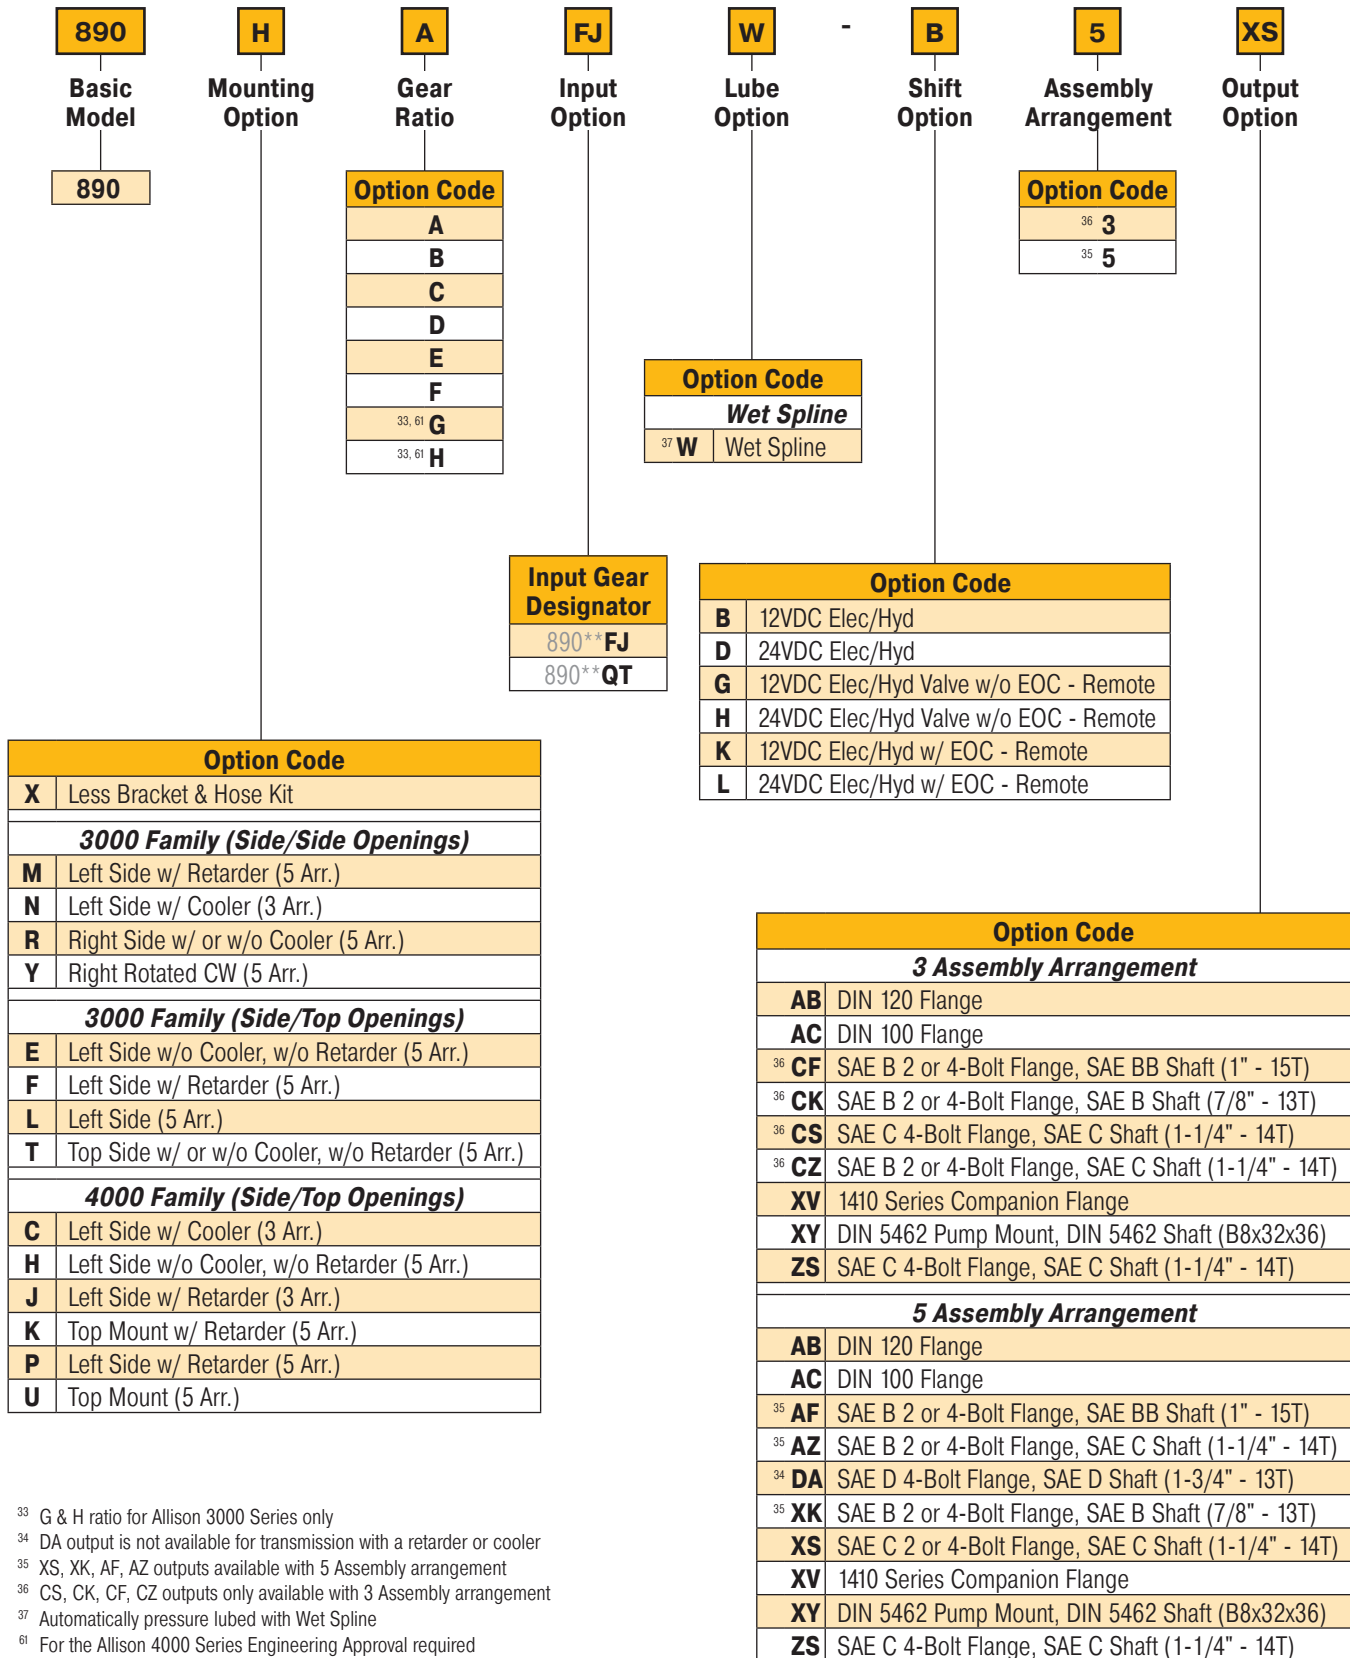 890 H A FJ W - B 5 XS
Basic Model
Mounting Option
Gear Ratio
Input Option
Lube Option
Shift Option
Assembly Arrangement
Output Option
890
Option Code
A
B
C
D
E
F
33, 61 G
33, 61 H
Option Code
36 3
35 5
Option Code
Wet Spline
37 W Wet Spline
Input Gear
Designator
890**FJ
890**QT
Option Code
B 12VDC Elec/Hyd
D 24VDC Elec/Hyd
G 12VDC Elec/Hyd Valve w/o EOC - Remote
H 24VDC Elec/Hyd Valve w/o EOC - Remote
K 12VDC Elec/Hyd w/ EOC - Remote
L 24VDC Elec/Hyd w/ EOC - Remote
Option Code
X Less Bracket & Hose Kit
3000 Family (Side/Side Openings)
M Left Side w/ Retarder (5 Arr.)
N Left Side w/ Cooler (3 Arr.)
R Right Side w/ or w/o Cooler (5 Arr.)
Y Right Rotated CW (5 Arr.)
3000 Family (Side/Top Openings)
E Left Side w/o Cooler, w/o Retarder (5 Arr.)
F Left Side w/ Retarder (5 Arr.)
L Left Side (5 Arr.)
T Top Side w/ or w/o Cooler, w/o Retarder (5 Arr.)
4000 Family (Side/Top Openings)
C Left Side w/ Cooler (3 Arr.)
H Left Side w/o Cooler, w/o Retarder (5 Arr.)
J Left Side w/ Retarder (3 Arr.)
K Top Mount w/ Retarder (5 Arr.)
P Left Side w/ Retarder (5 Arr.)
U Top Mount (5 Arr.)
Option Code
3 Assembly Arrangement
AB DIN 120 Flange
AC DIN 100 Flange
36 CF SAE B 2 or 4-Bolt Flange, SAE BB Shaft (1" - 15T)
36 CK SAE B 2 or 4-Bolt Flange, SAE B Shaft (7/8" - 13T)
36 CS SAE C 4-Bolt Flange, SAE C Shaft (1-1/4" - 14T)
36 CZ SAE B 2 or 4-Bolt Flange, SAE C Shaft (1-1/4" - 14T)
XV 1410 Series Companion Flange
XY DIN 5462 Pump Mount, DIN 5462 Shaft (B8x32x36)
ZS SAE C 4-Bolt Flange, SAE C Shaft (1-1/4" - 14T)
5 Assembly Arrangement
AB DIN 120 Flange
AC DIN 100 Flange
35 AF SAE B 2 or 4-Bolt Flange, SAE BB Shaft (1" - 15T)
35 AZ SAE B 2 or 4-Bolt Flange, SAE C Shaft (1-1/4" - 14T)
34 DA SAE D 4-Bolt Flange, SAE D Shaft (1-3/4" - 13T)
35 XK SAE B 2 or 4-Bolt Flange, SAE B Shaft (7/8" - 13T)
XS SAE C 2 or 4-Bolt Flange, SAE C Shaft (1-1/4" - 14T)
XV 1410 Series Companion Flange
XY DIN 5462 Pump Mount, DIN 5462 Shaft (B8x32x36)
ZS SAE C 4-Bolt Flange, SAE C Shaft (1-1/4" - 14T)
33 G & H ratio for Allison 3000 Series only
34 DA output is not available for transmission with a retarder or cooler
35 XS, XK, AF, AZ outputs available with 5 Assembly arrangement
36 CS, CK, CF, CZ outputs only available with 3 Assembly arrangement
37 Automatically pressure lubed with Wet Spline
61 For the Allison 4000 Series Engineering Approval required